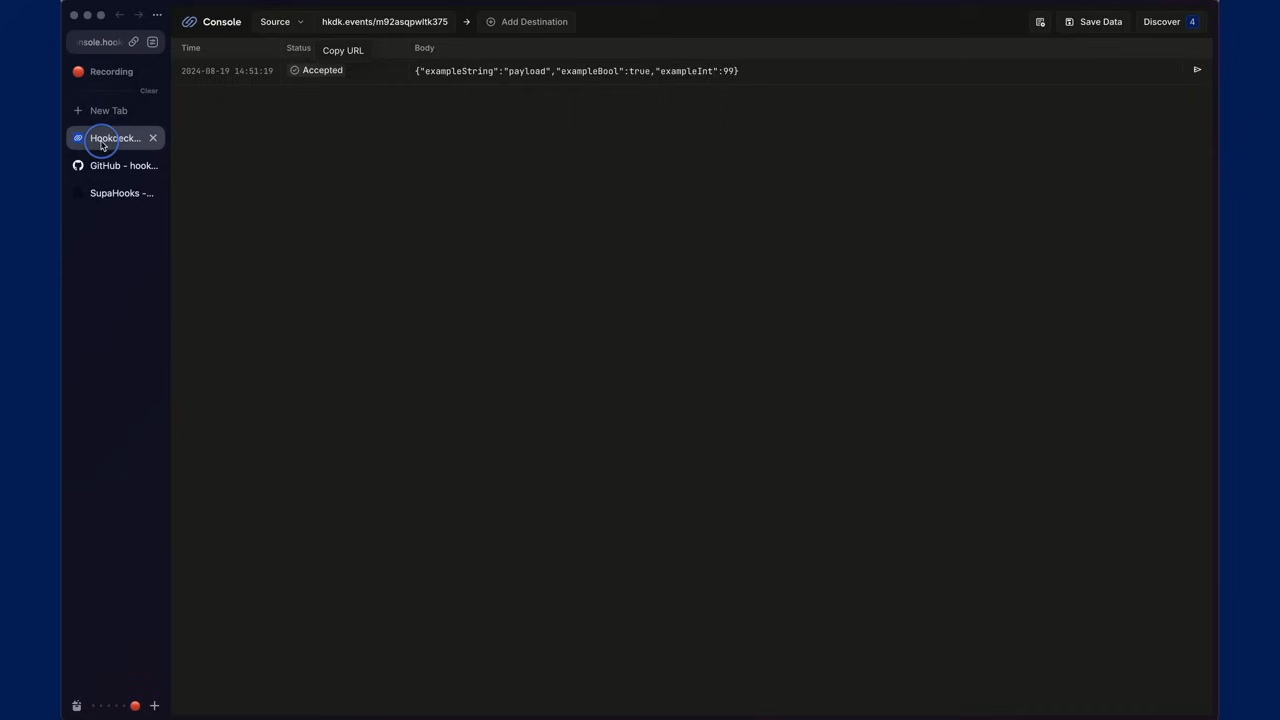 Console
Source
hkdk.events/m92asqpwltk375
Add Destination
Save Data
Discover
4
nsole.hook
Time
Status
Copy URL
Body
2024-08-19 14:51:19
Accepted
{"exampleString":"payload","exampleBool":true,"exampleInt":99}
Recording
Clear
New Tab
Hookdeck...
GitHub - hook...
SupaHooks -...